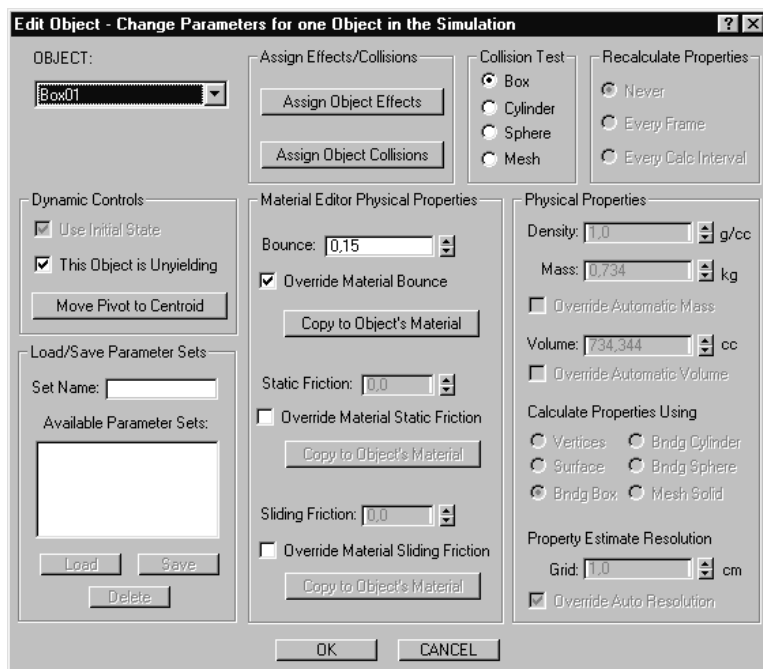 Edit Object - Change Parameters for one Object in the Simulation
OBJECT:
Box01
Assign Effects/Collisions
Assign Object Effects
Assign Object Collisions
Collision Test
Box
Cylinder
Sphere
Mesh
Recalculate Properties
Never
Every Frame
Every Calc Interval
Dynamic Controls
Use Initial State
This Object is Unyielding
Move Pivot to Centroid
Load/Save Parameter Sets
Set Name:
Available Parameter Sets:
Load Save
Delete
Material Editor Physical Properties
Bounce: 0,15
Override Material Bounce
Copy to Object's Material
Static Friction: 0,0
Override Material Static Friction
Copy to Object's Material
Sliding Friction: 0,0
Override Material Sliding Friction
Copy to Object's Material
Physical Properties
Density: 1,0 g/cc
Mass: 0,734 kg
Override Automatic Mass
Volume: 734,344 cc
Override Automatic Volume
Calculate Properties Using
Vertices Bndg Cylinder
Surface Bndg Sphere
Bndg Box Mesh Solid
Property Estimate Resolution
Grid: 1,0 cm
Override Auto Resolution
OK CANCEL